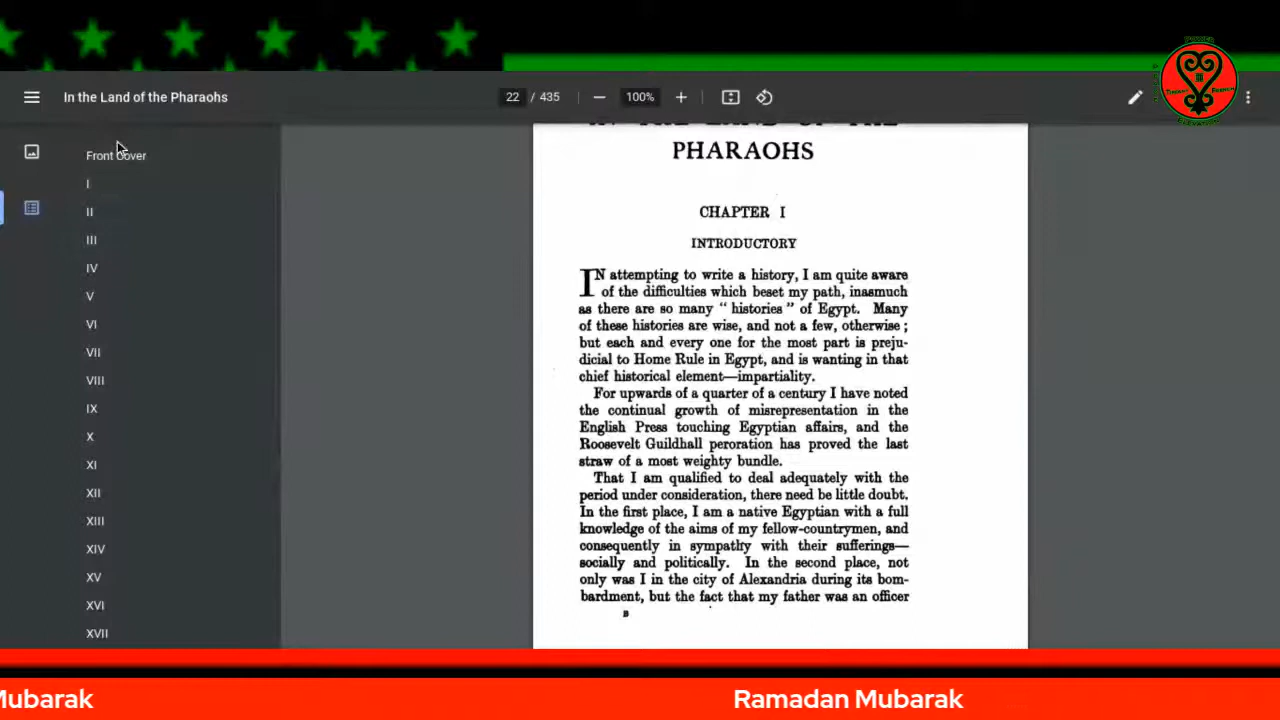 In the Land of the Pharaohs
22 / 435
100%
Front Cover
I
II
III
IV
V
VI
VII
VIII
IX
X
XI
XII
XIII
XIV
XV
XVI
XVII
IN THE LAND OF THE
PHARAOHS
CHAPTER I
INTRODUCTORY
IN attempting to write a history, I am quite aware
of the difficulties which beset my path, inasmuch
as there are so many “ histories ” of Egypt. Many
of these histories are wise, and not a few, otherwise ;
but each and every one for the most part is preju-
dicial to Home Rule in Egypt, and is wanting in that
chief historical element—impartiality.
For upwards of a quarter of a century I have noted
the continual growth of misrepresentation in the
English Press touching Egyptian affairs, and the
Roosevelt Guildhall peroration has proved the last
straw of a most weighty bundle.
That I am qualified to deal adequately with the
period under consideration, there need be little doubt.
In the first place, I am a native Egyptian with a full
knowledge of the aims of my fellow-countrymen, and
consequently in sympathy with their sufferings—
socially and politically. In the second place, not
only was I in the city of Alexandria during its bom-
bardment, but the fact that my father was an officer
B
Mubarak
Ramadan Mubarak